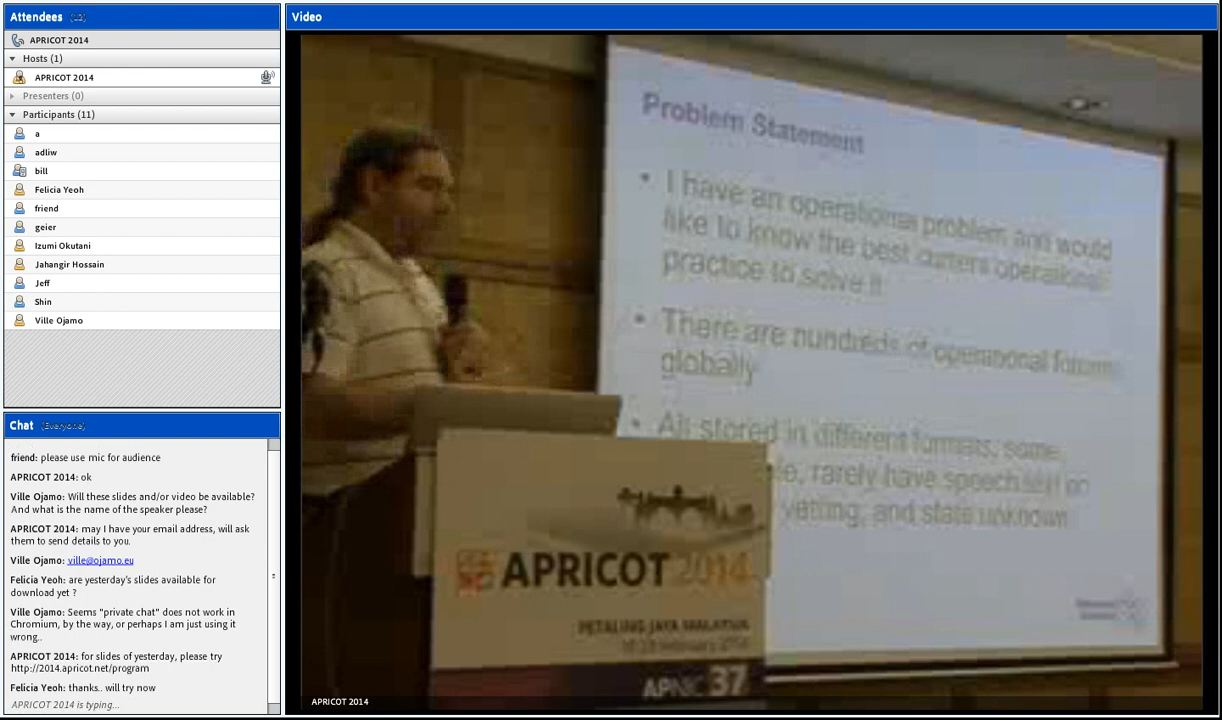 Attendees (12)
APRICOT 2014
Hosts (1)
APRICOT 2014
Presenters (0)
Participants (11)
a
adliw
bill
Felicia Yeoh
friend
geier
Izumi Okutani
Jahangir Hossain
Jeff
Shin
Ville Ojamo
Chat (Everyone)
friend: please use mic for audience
APRICOT 2014: ok
Ville Ojamo: Will these slides and/or video be available?
And what is the name of the speaker please?
APRICOT 2014: may I have your email address, will ask
them to send details to you.
Ville Ojamo: ville@ojamo.eu
Felicia Yeoh: are yesterday's slides available for
download yet ?
Ville Ojamo: Seems "private chat" does not work in
Chromium, by the way, or perhaps I am just using it
wrong..
APRICOT 2014: for slides of yesterday, please try
http://2014.apricot.net/program
Felicia Yeoh: thanks.. will try now
APRICOT 2014 is typing...
Video
Problem Statement
• I have an operational problem and would
like to know the best current operational
practice to solve it
• There are hundreds of operational forums
globally
• All stored in different formats, some
rarely have speech text or
vetting, and state unknown
APRICOT 2014
PETALING JAYA MALAYSIA
APNIC 37
APRICOT 2014